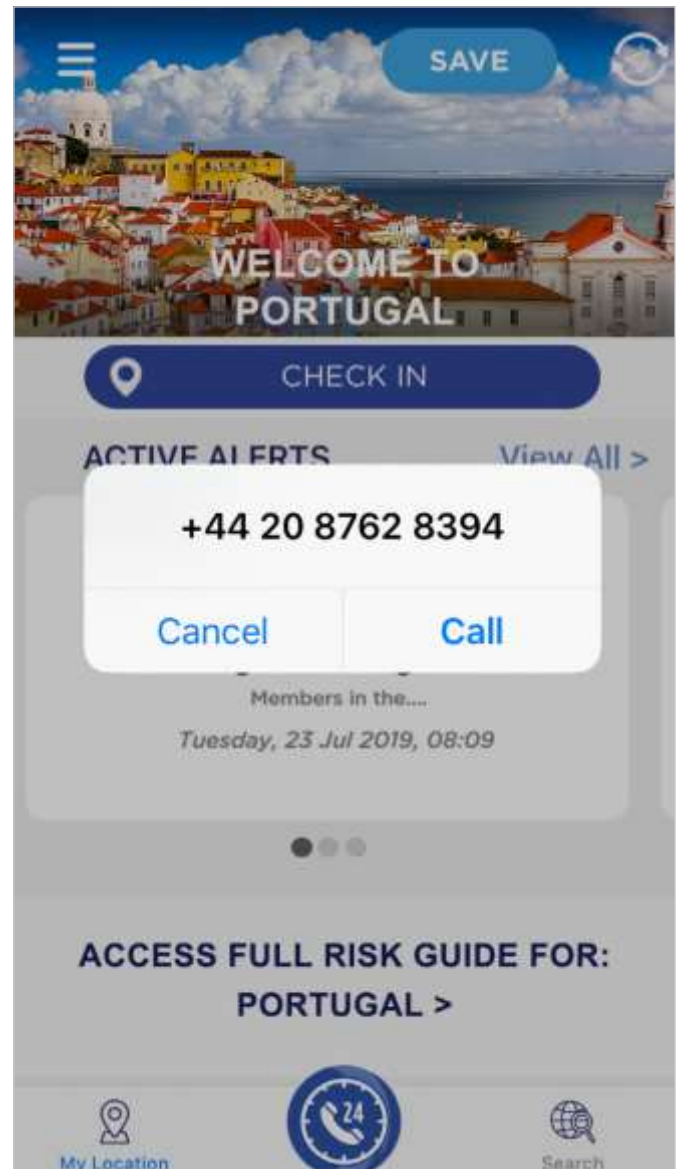 SAVE
WELCOME TO
PORTUGAL
CHECK IN
ACTIVE ALERTS
View All >
+44 20 8762 8394
Cancel
Call
Members in the....
Tuesday, 23 Jul 2019, 08:09
ACCESS FULL RISK GUIDE FOR:
PORTUGAL >
24
My Location
Search